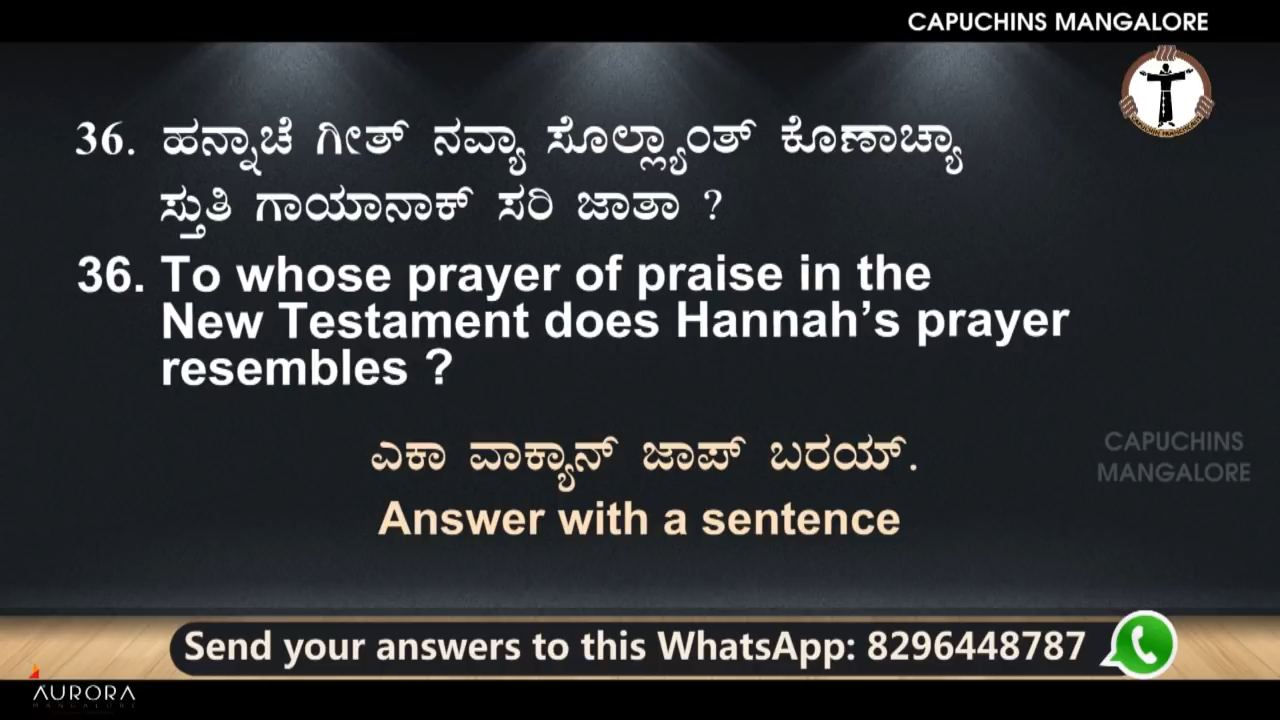 CAPUCHINS MANGALORE
36. ಹನ್ನಾಚೆ ಗೀತ್ ನವ್ಯಾ ಸೊಲ್ಲ್ಯಾಂತ್ ಕೊಣಾಚ್ಯಾ
ಸ್ತುತಿ ಗಾಯಾನಾಕ್ ಸರಿ ಜಾತಾ ?
36. To whose prayer of praise in the
New Testament does Hannah’s prayer
resembles ?
ಎಕಾ ವಾಕ್ಯಾನ್ ಜಾಪ್ ಬರಯ್.
Answer with a sentence
CAPUCHINS
MANGALORE
Send your answers to this WhatsApp: 8296448787
AURORA
MANGALORE